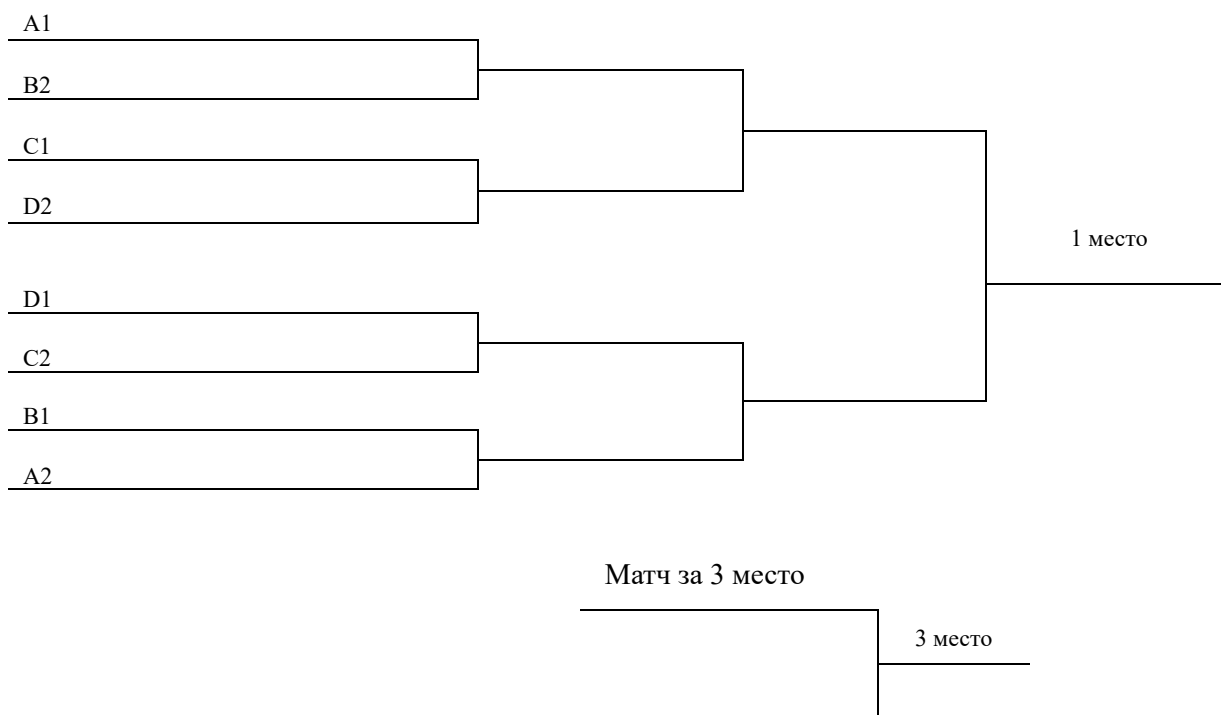 A1
B2
C1
D2
1 место
D1
C2
B1
A2
Матч за 3 место
3 место